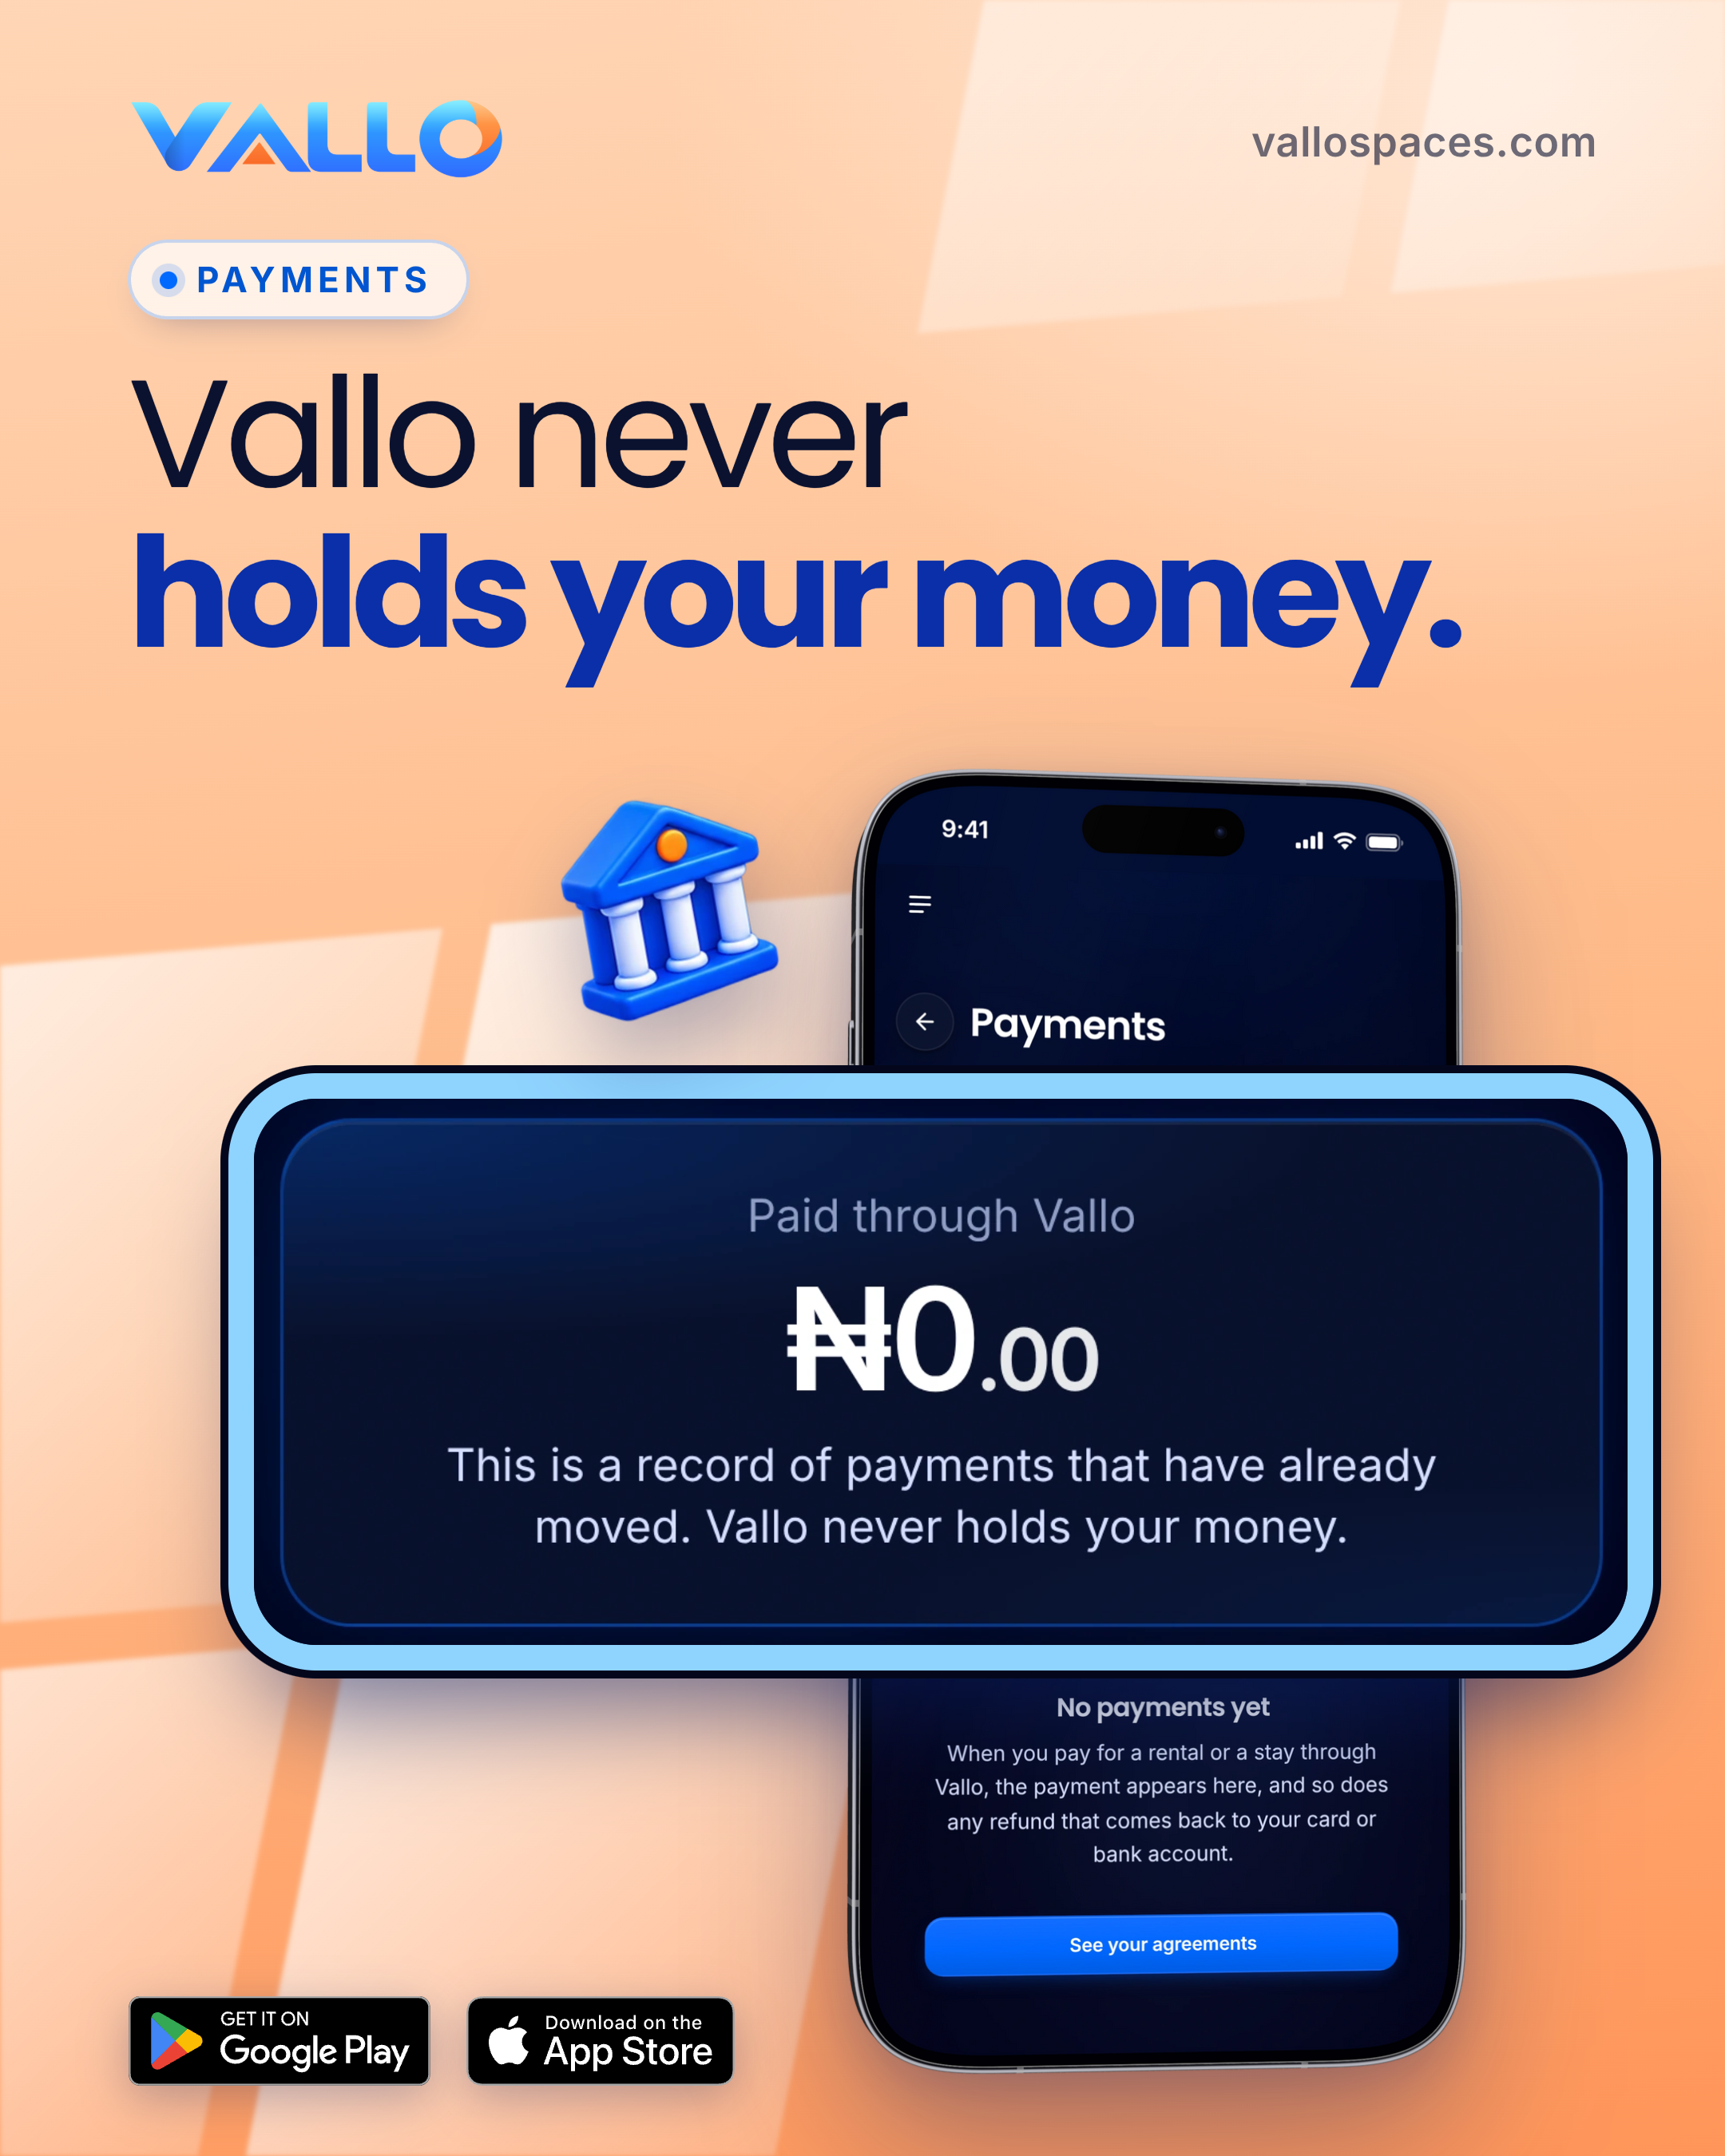 VALLO
vallospaces.com
PAYMENTS
Vallo never
holds your money.
9:41
Payments
Paid through Vallo
₦0.00
This is a record of payments that have already
moved. Vallo never holds your money.
No payments yet
When you pay for a rental or a stay through
Vallo, the payment appears here, and so does
any refund that comes back to your card or
bank account.
See your agreements
GET IT ON
Google Play
Download on the
App Store